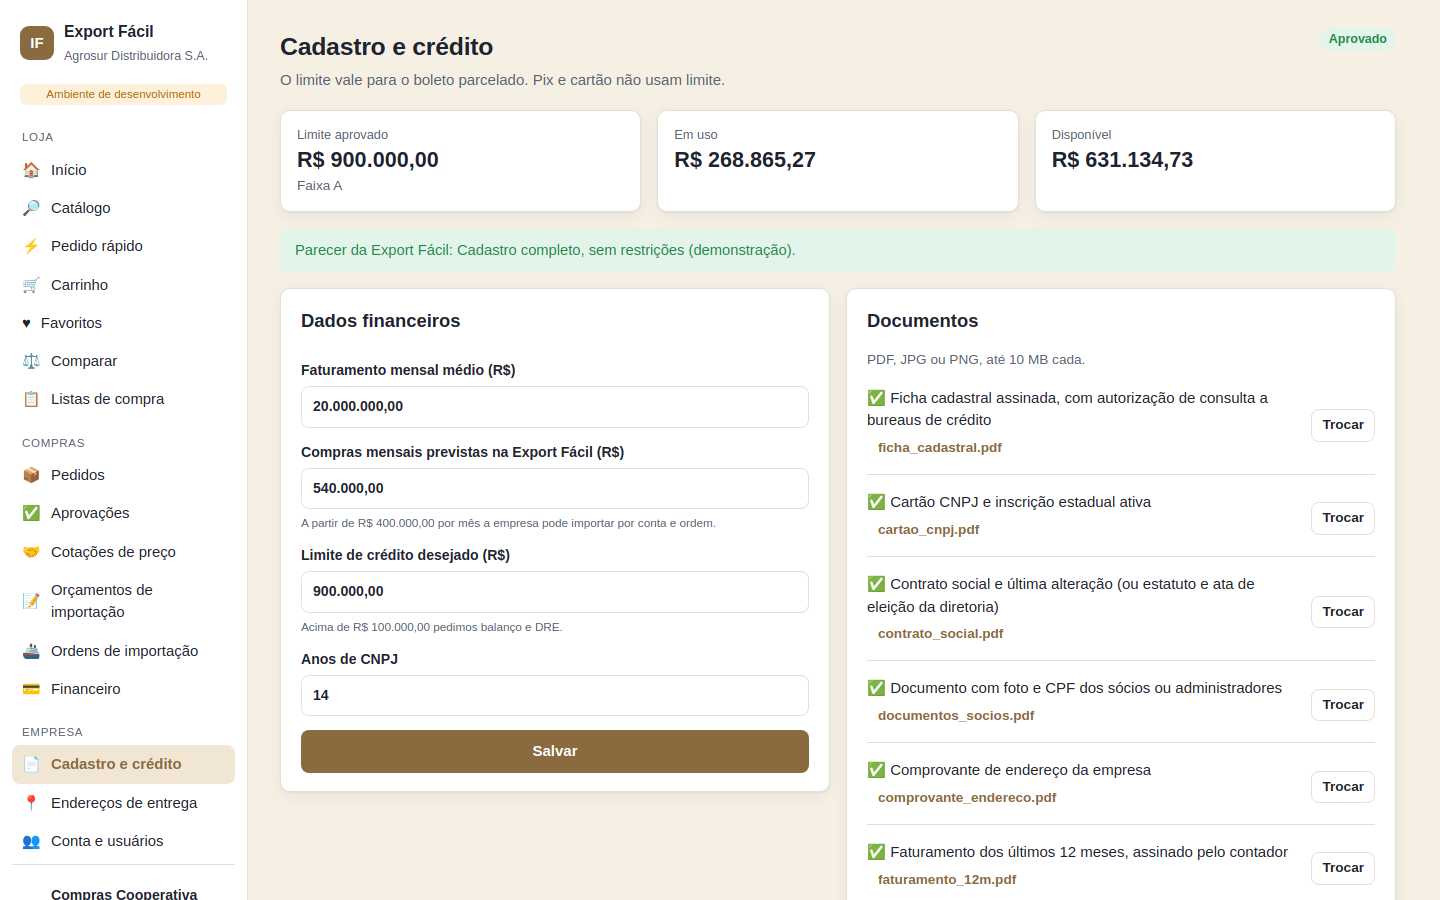 IF
Export Fácil
Agrosur Distribuidora S.A.
Ambiente de desenvolvimento
LOJA
Início
Catálogo
Pedido rápido
Carrinho
Favoritos
Comparar
Listas de compra
COMPRAS
Pedidos
Aprovações
Cotações de preço
Orçamentos de
importação
Ordens de importação
Financeiro
EMPRESA
Cadastro e crédito
Endereços de entrega
Conta e usuários
Compras Cooperativa
Cadastro e crédito
Aprovado
O limite vale para o boleto parcelado. Pix e cartão não usam limite.
Limite aprovado
R$ 900.000,00
Faixa A
Em uso
R$ 268.865,27
Disponível
R$ 631.134,73
Parecer da Export Fácil: Cadastro completo, sem restrições (demonstração).
Dados financeiros
Faturamento mensal médio (R$)
20.000.000,00
Compras mensais previstas na Export Fácil (R$)
540.000,00
A partir de R$ 400.000,00 por mês a empresa pode importar por conta e ordem.
Limite de crédito desejado (R$)
900.000,00
Acima de R$ 100.000,00 pedimos balanço e DRE.
Anos de CNPJ
14
Salvar
Documentos
PDF, JPG ou PNG, até 10 MB cada.
Ficha cadastral assinada, com autorização de consulta a
bureaus de crédito
ficha_cadastral.pdf
Trocar
Cartão CNPJ e inscrição estadual ativa
cartao_cnpj.pdf
Trocar
Contrato social e última alteração (ou estatuto e ata de
eleição da diretoria)
contrato_social.pdf
Trocar
Documento com foto e CPF dos sócios ou administradores
documentos_socios.pdf
Trocar
Comprovante de endereço da empresa
comprovante_endereco.pdf
Trocar
Faturamento dos últimos 12 meses, assinado pelo contador
faturamento_12m.pdf
Trocar